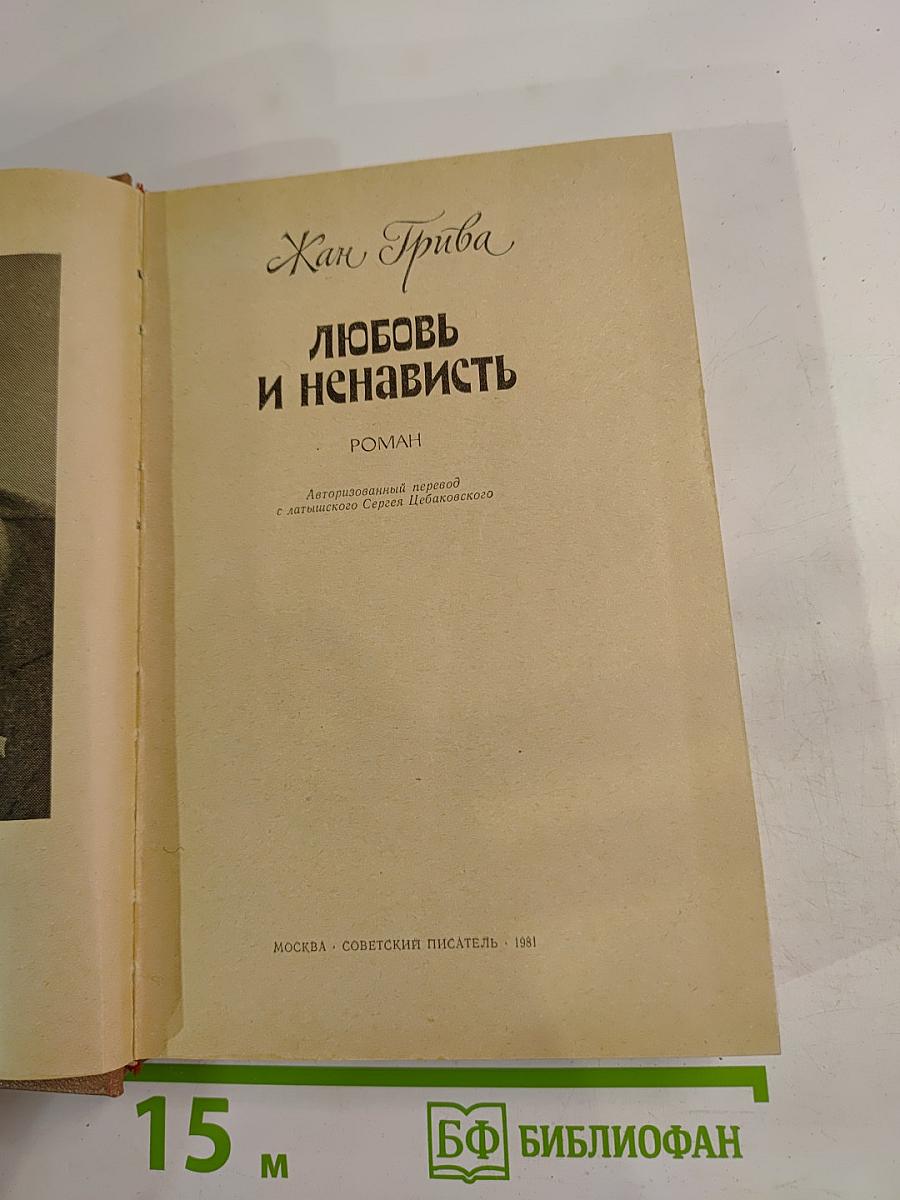 Жан Грива
ЛЮБОВЬ
И НЕНАВИСТЬ
РОМАН
Авторизованный перевод
с латышского Сергея Цебаковского
МОСКВА · СОВЕТСКИЙ ПИСАТЕЛЬ · 1981
15 м
БФ БИБЛИОФАН